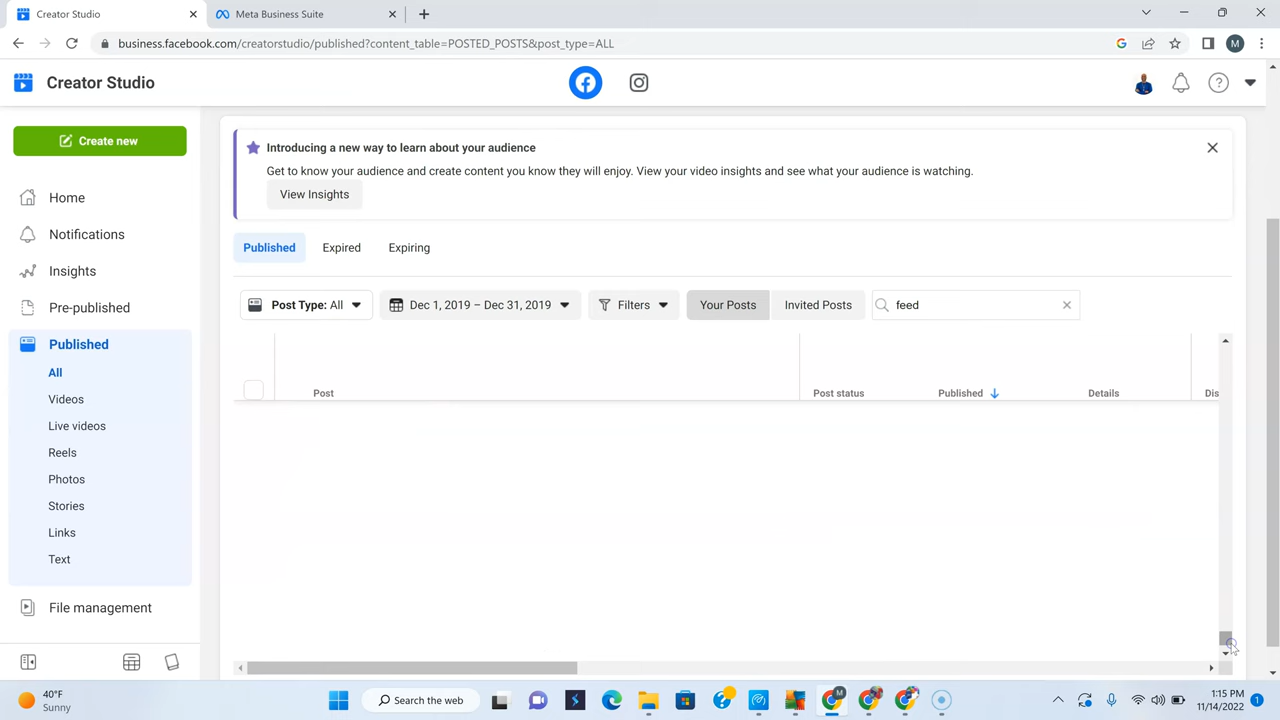 Creator Studio
Meta Business Suite
business.facebook.com/creatorstudio/published?content_table=POSTED_POSTS&post_type=ALL
M
Creator Studio
Create new
Home
Notifications
Insights
Pre-published
Published
All
Videos
Live videos
Reels
Photos
Stories
Links
Text
File management
Introducing a new way to learn about your audience
Get to know your audience and create content you know they will enjoy. View your video insights and see what your audience is watching.
View Insights
Published Expired Expiring
Post Type: All Dec 1, 2019 – Dec 31, 2019 Filters Your Posts Invited Posts feed
Post Post status Published Details Dis
40°F
Sunny
Search the web
M
1:15 PM
11/14/2022
1